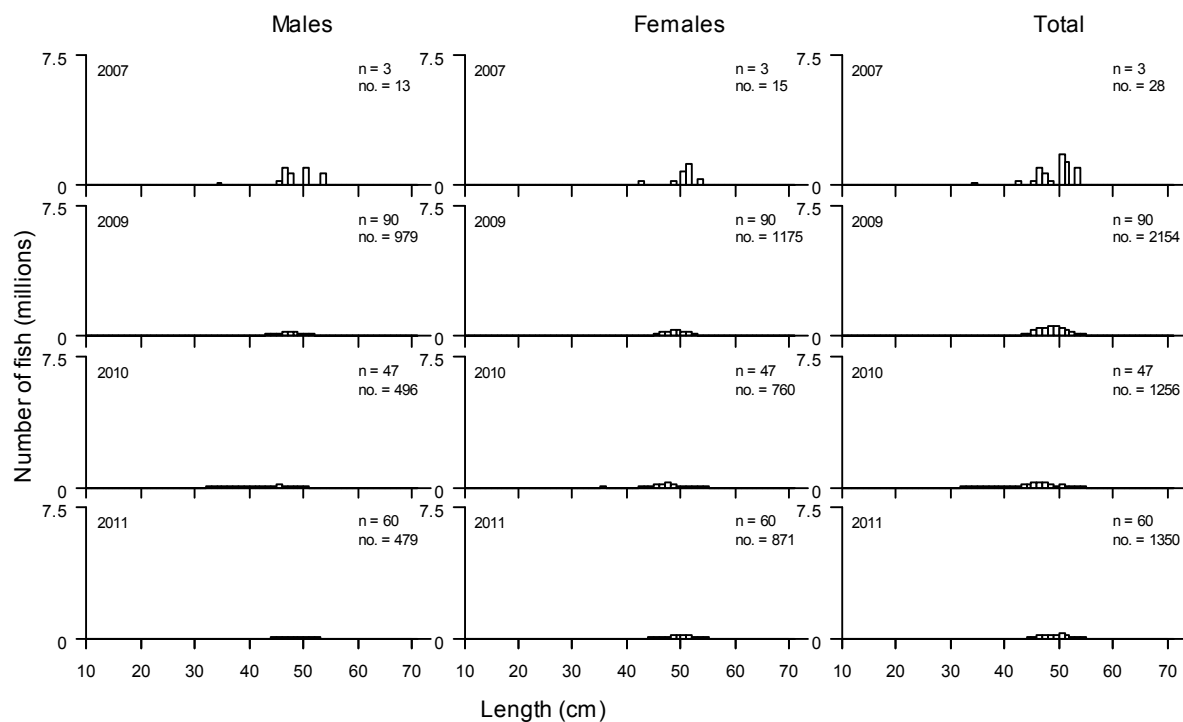 Males Females Total
7.5 7.5 7.5
2007 n = 3 2007 n = 3 2007 n = 3
no. = 13 no. = 15 no. = 28
0 0 0
7.5 7.5 7.5
2009 n = 90 2009 n = 90 2009 n = 90
no. = 979 no. = 1175 no. = 2154
0 0 0
7.5 7.5 7.5
2010 n = 47 2010 n = 47 2010 n = 47
no. = 496 no. = 760 no. = 1256
0 0 0
7.5 7.5 7.5
2011 n = 60 2011 n = 60 2011 n = 60
no. = 479 no. = 871 no. = 1350
0 0 0
10 20 30 40 50 60 70 10 20 30 40 50 60 70 10 20 30 40 50 60 70
Length (cm)
Number of fish (millions)